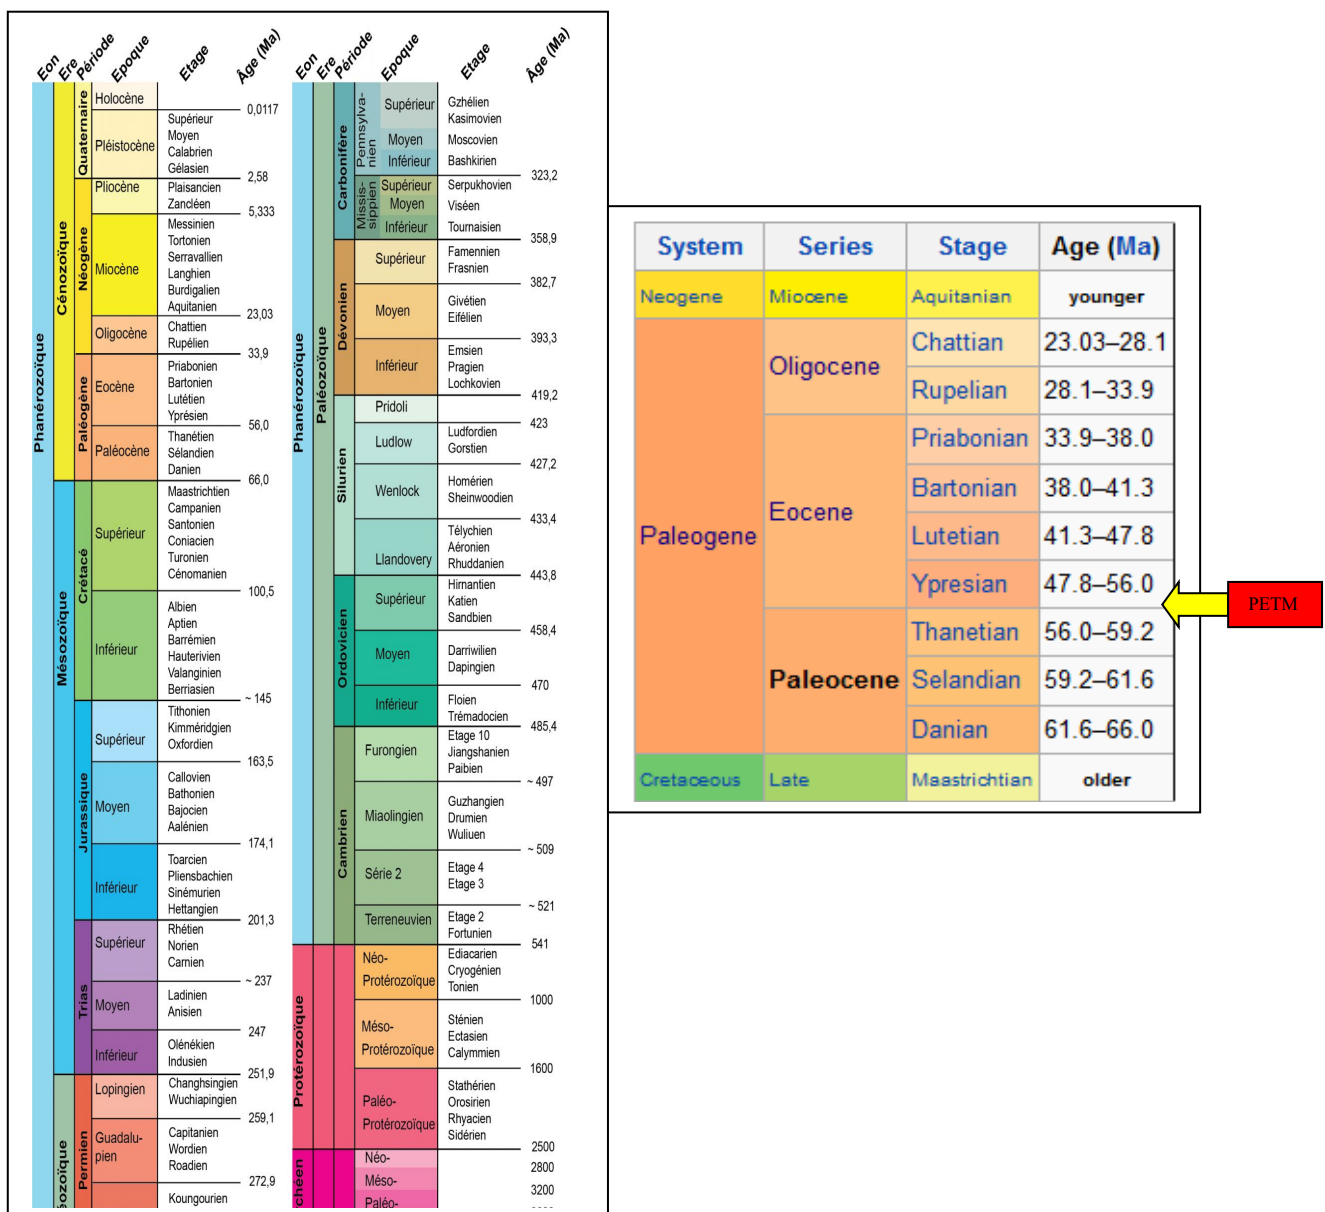 Eon Ere Période Epoque Etage Âge (Ma)
Phanérozoïque
Cénozoïque
Quaternaire
Holocène
0,0117
Pléistocène
Supérieur
Moyen
Calabrien
Gélasien
2,58
Néogène
Pliocène
Plaisancien
Zancléen
5,333
Miocène
Messinien
Tortonien
Serravallien
Langhien
Burdigalien
Aquitanien
23,03
Oligocène
Chattien
Rupélien
33,9
Paléogène
Eocène
Priabonien
Bartonien
Lutétien
Yprésien
56,0
Paléocène
Thanétien
Sélandien
Danien
66,0
Mésozoïque
Crétacé
Supérieur
Maastrichtien
Campanien
Santonien
Coniacien
Turonien
Cénomanien
100,5
Inférieur
Albien
Aptien
Barrémien
Hauterivien
Valanginien
Berriasien
~ 145
Jurassique
Supérieur
Tithonien
Kimméridgien
Oxfordien
163,5
Moyen
Callovien
Bathonien
Bajocien
Aalénien
174,1
Inférieur
Toarcien
Pliensbachien
Sinémurien
Hettangien
201,3
Trias
Supérieur
Rhétien
Norien
Carnien
~ 237
Moyen
Ladinien
Anisien
247
Inférieur
Olénékien
Indusien
251,9
éozoïque
Permien
Lopingien
Changhsingien
Wuchiapingien
259,1
Guadalu-
pien
Capitanien
Wordien
Roadien
272,9
Koungourien
Eon Ere Période Epoque Etage Âge (Ma)
Phanérozoïque
Paléozoïque
Carbonifère
Pennsylva-
nien
Supérieur
Gzhélien
Kasimovien
Moyen
Moscovien
Inférieur
Bashkirien
323,2
Missis-
sippien
Supérieur
Serpukhovien
Moyen
Viséen
Inférieur
Tournaisien
358,9
Dévonien
Supérieur
Famennien
Frasnien
382,7
Moyen
Givétien
Eifélien
393,3
Inférieur
Emsien
Pragien
Lochkovien
419,2
Silurien
Pridoli
423
Ludlow
Ludfordien
Gorstien
427,2
Wenlock
Homérien
Sheinwoodien
433,4
Llandovery
Télychien
Aéronien
Rhuddanien
443,8
Ordovicien
Supérieur
Hirnantien
Katien
Sandbien
458,4
Moyen
Darriwilien
Dapingien
470
Inférieur
Floien
Trémadocien
485,4
Cambrien
Furongien
Etage 10
Jiangshanien
Paibien
~ 497
Miaolingien
Guzhangien
Drumien
Wuliuen
~ 509
Série 2
Etage 4
Etage 3
~ 521
Terreneuvien
Etage 2
Fortunien
541
Protérozoïque
Néo-
Protérozoïque
Ediacarien
Cryogénien
Tonien
1000
Méso-
Protérozoïque
Sténien
Ectasien
Calymmien
1600
Paléo-
Protérozoïque
Stathérien
Orosirien
Rhyacien
Sidérien
2500
chéen
Néo-
2800
Méso-
3200
Paléo-
System Series Stage Age (Ma)
Neogene Miocene Aquitanian younger
Paleogene
Oligocene
Chattian 23.03–28.1
Rupelian 28.1–33.9
Eocene
Priabonian 33.9–38.0
Bartonian 38.0–41.3
Lutetian 41.3–47.8
Ypresian 47.8–56.0
Paleocene
Thanetian 56.0–59.2
Selandian 59.2–61.6
Danian 61.6–66.0
Cretaceous Late Maastrichtian older
PETM